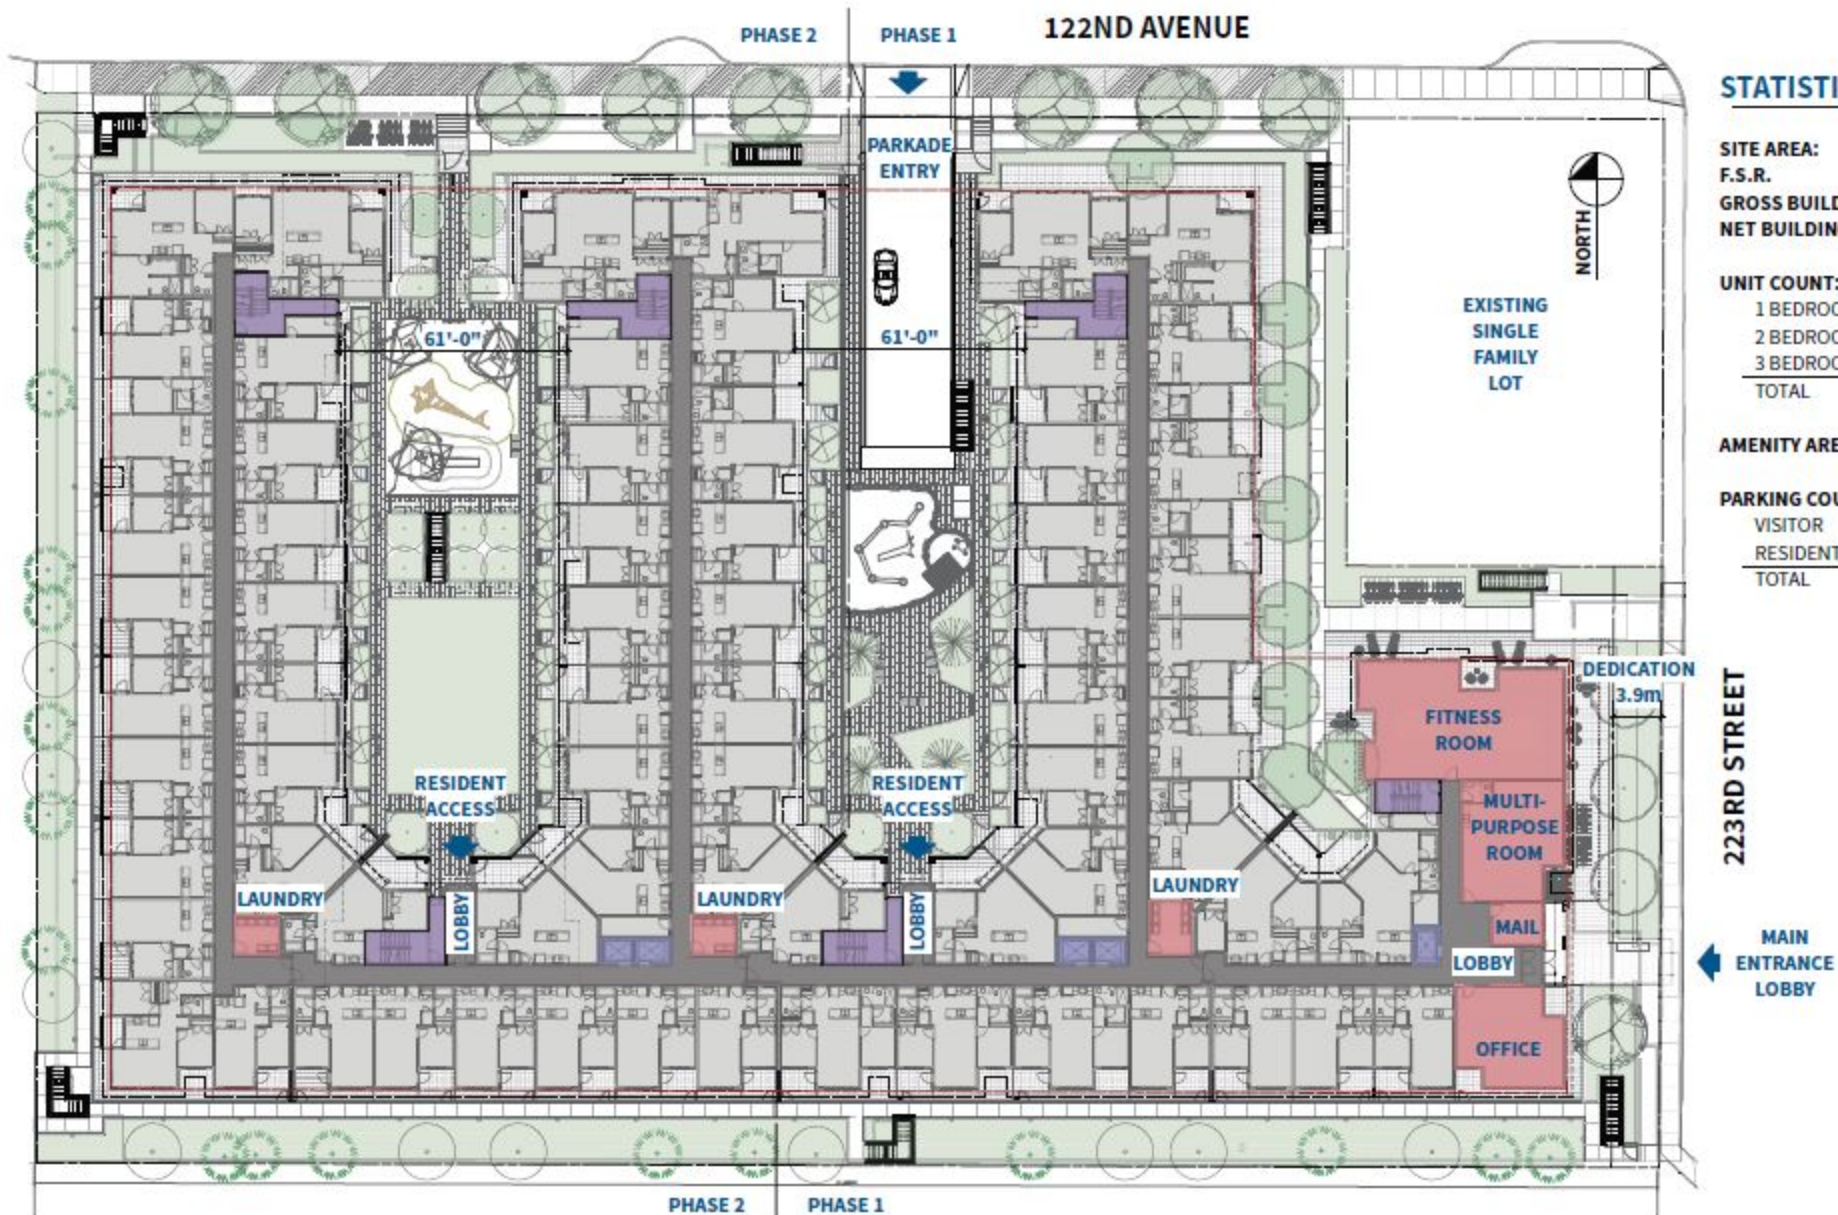 PHASE 2
PHASE 1
122ND AVENUE
STATISTI
SITE AREA:
F.S.R.
GROSS BUILD
NET BUILDIN
UNIT COUNT:
1 BEDROO
2 BEDROO
3 BEDROO
TOTAL
AMENITY ARE
PARKING COU
VISITOR
RESIDENT
TOTAL
PARKADE
ENTRY
NORTH
EXISTING
SINGLE
FAMILY
LOT
61'-0"
61'-0"
DEDICATION
3.9m
223RD STREET
FITNESS
ROOM
MULTI-
PURPOSE
ROOM
RESIDENT
ACCESS
RESIDENT
ACCESS
LAUNDRY
LOBBY
LAUNDRY
LOBBY
LAUNDRY
MAIL
LOBBY
MAIN
ENTRANCE
LOBBY
OFFICE
PHASE 2
PHASE 1